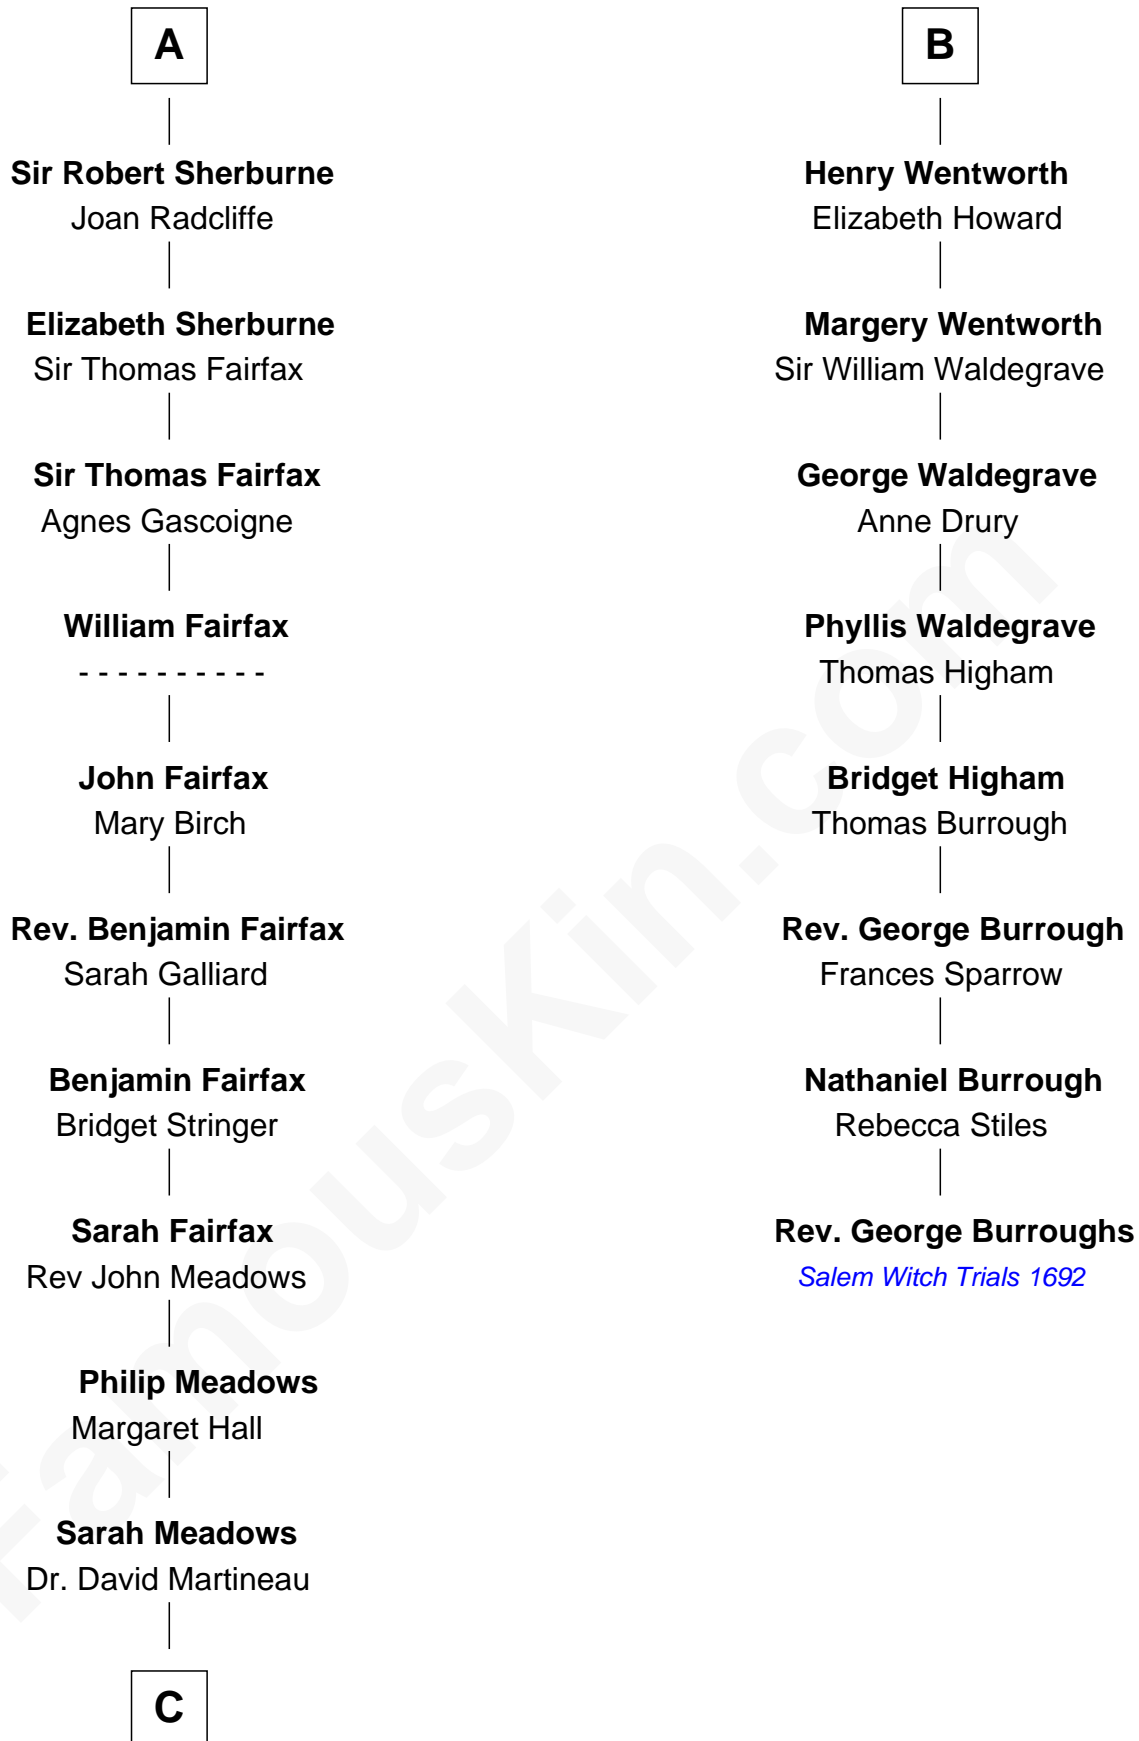 A
Sir Robert Sherburne
Joan Radcliffe
Elizabeth Sherburne
Sir Thomas Fairfax
Sir Thomas Fairfax
Agnes Gascoigne
William Fairfax
- - - - - - - - - -
John Fairfax
Mary Birch
Rev. Benjamin Fairfax
Sarah Galliard
Benjamin Fairfax
Bridget Stringer
Sarah Fairfax
Rev John Meadows
Philip Meadows
Margaret Hall
Sarah Meadows
Dr. David Martineau
C
B
Henry Wentworth
Elizabeth Howard
Margery Wentworth
Sir William Waldegrave
George Waldegrave
Anne Drury
Phyllis Waldegrave
Thomas Higham
Bridget Higham
Thomas Burrough
Rev. George Burrough
Frances Sparrow
Nathaniel Burrough
Rebecca Stiles
Rev. George Burroughs
Salem Witch Trials 1692
FamousKin.com